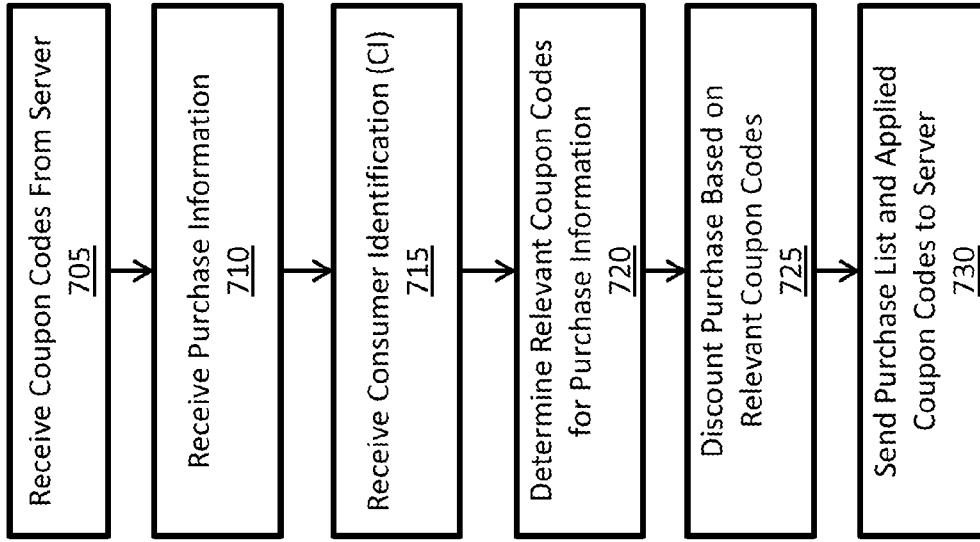 Receive Coupon Codes From Server
705
Receive Purchase Information
710
Receive Consumer Identification (CI)
715
Determine Relevant Coupon Codes
for Purchase Information
720
Discount Purchase Based on
Relevant Coupon Codes
725
Send Purchase List and Applied
Coupon Codes to Server
730